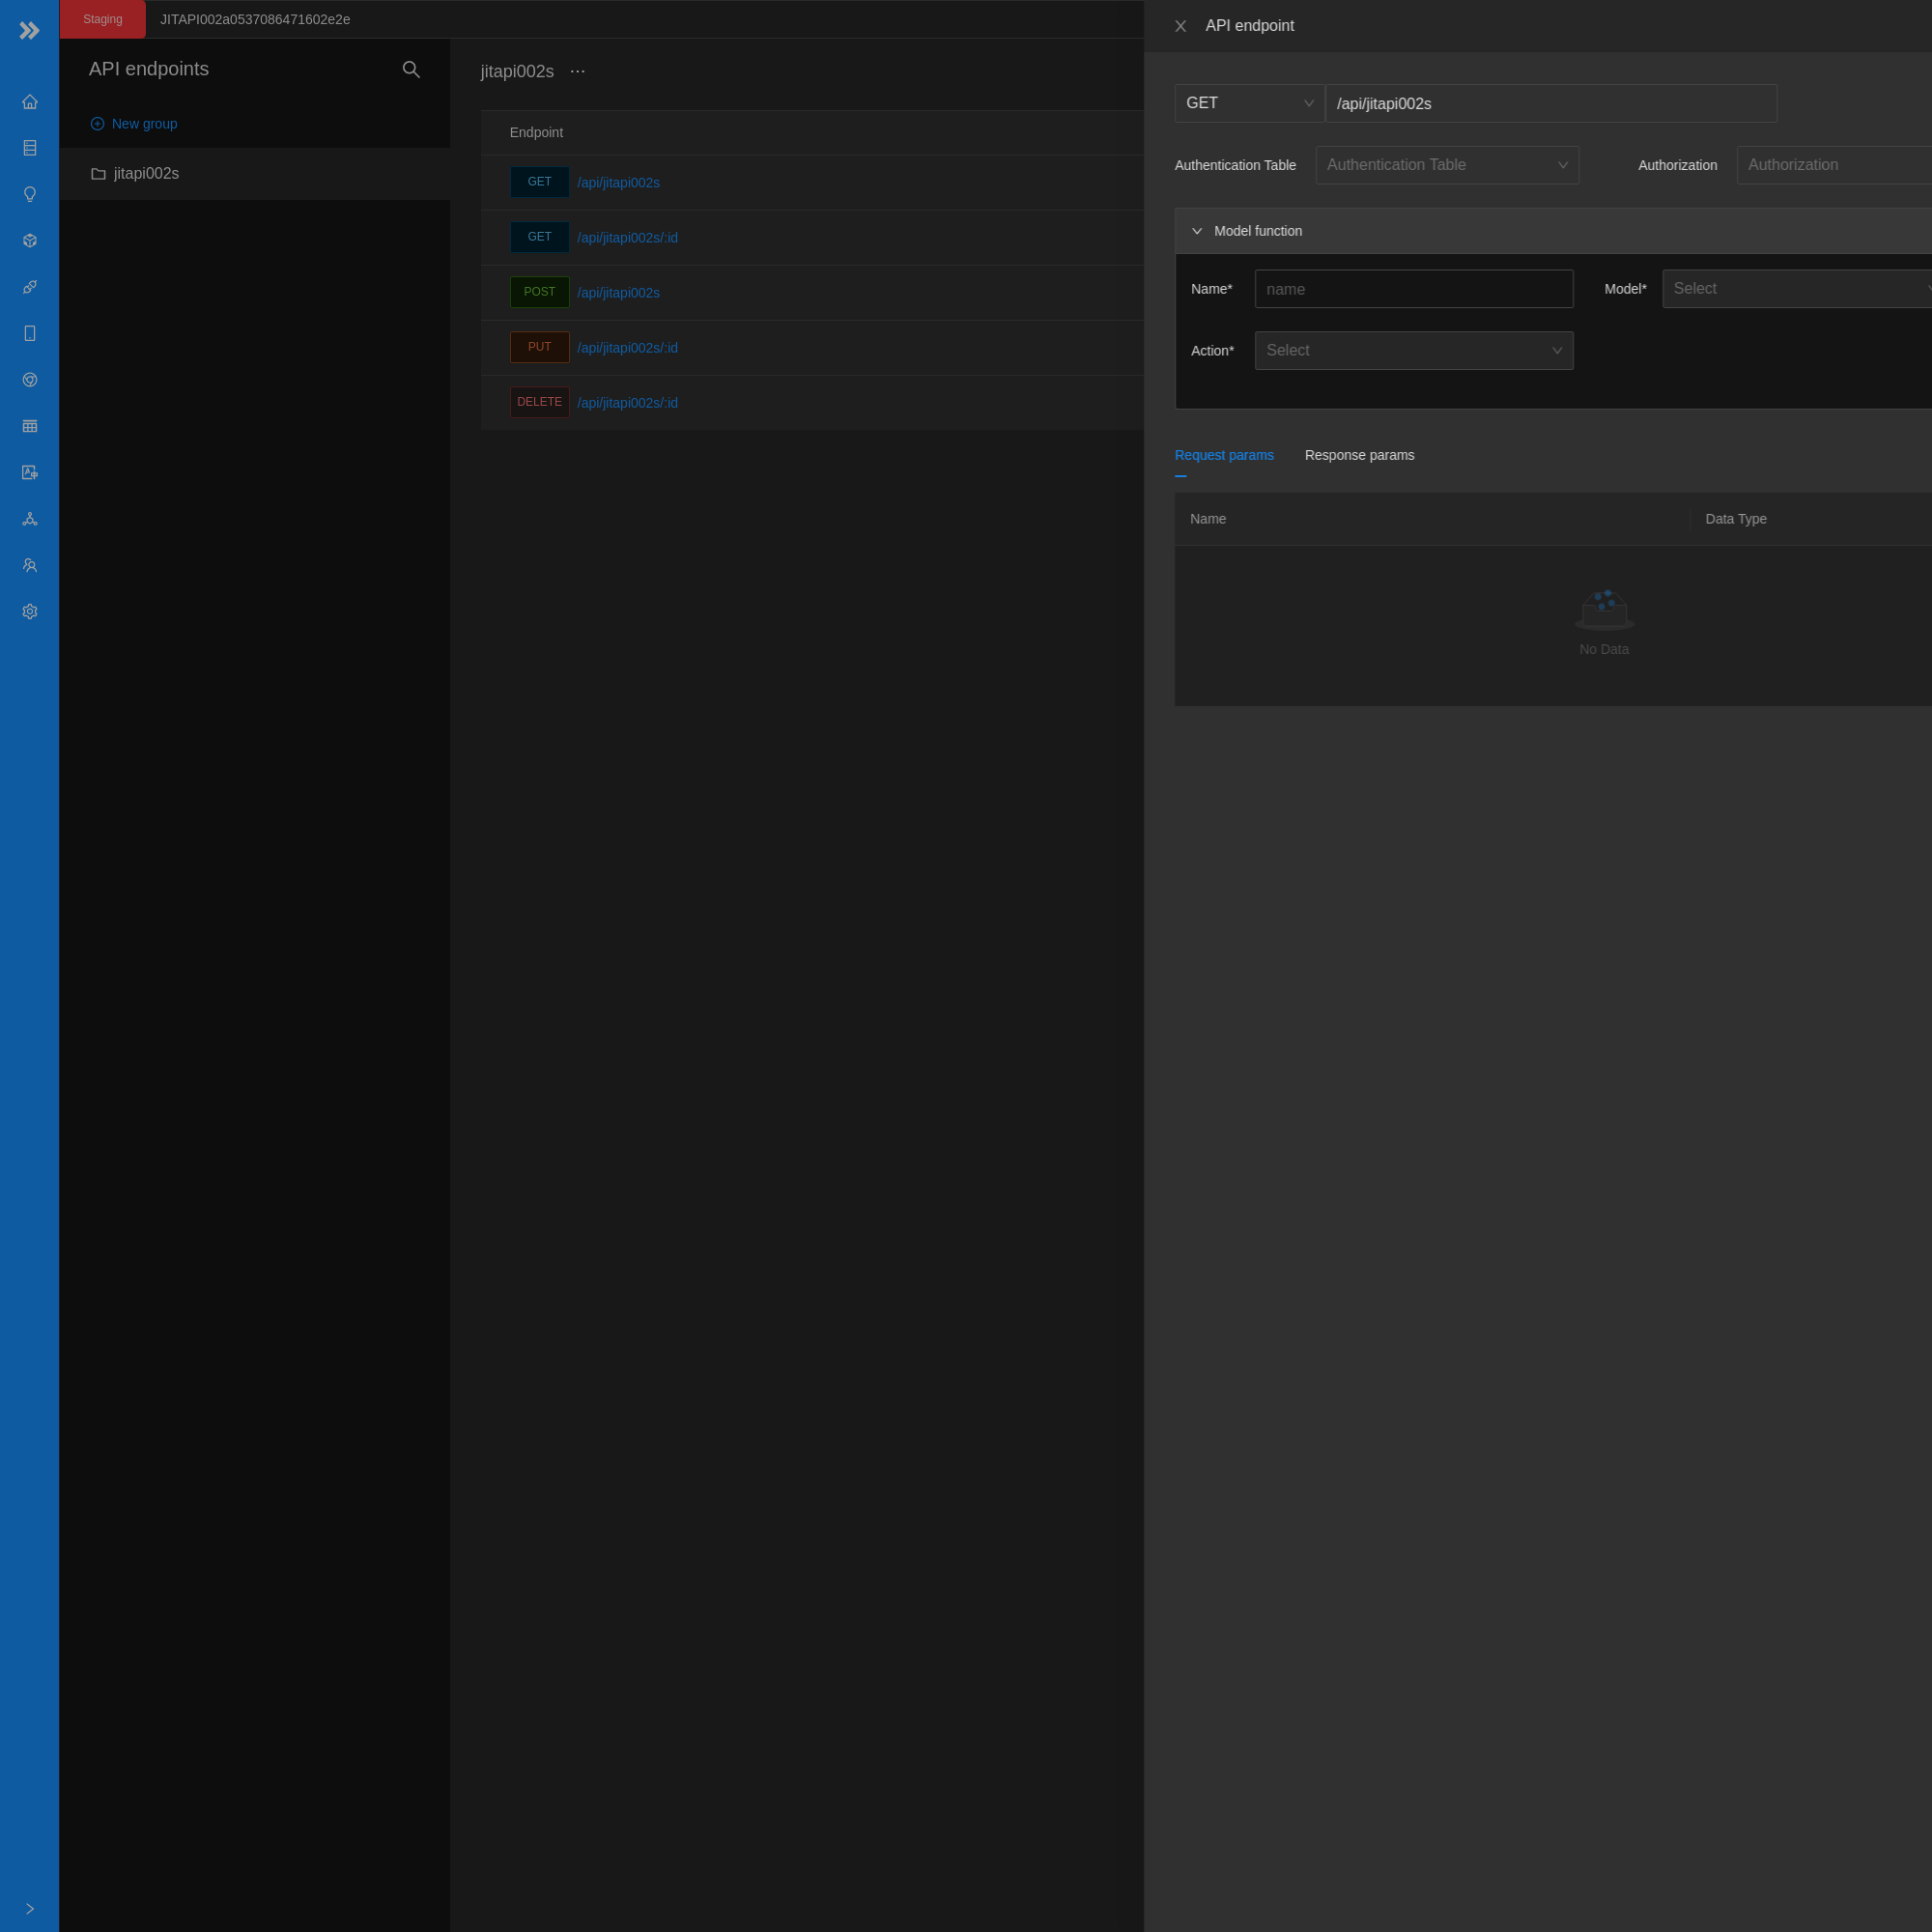 Staging
JITAPI002a0537086471602e2e
API endpoints
New group
jitapi002s
jitapi002s ···
Endpoint
GET /api/jitapi002s
GET /api/jitapi002s/:id
POST /api/jitapi002s
PUT /api/jitapi002s/:id
DELETE /api/jitapi002s/:id
API endpoint
GET /api/jitapi002s
Authentication Table Authentication Table Authorization Authorization
Model function
Name* name Model* Select
Action* Select
Request params Response params
Name Data Type
No Data